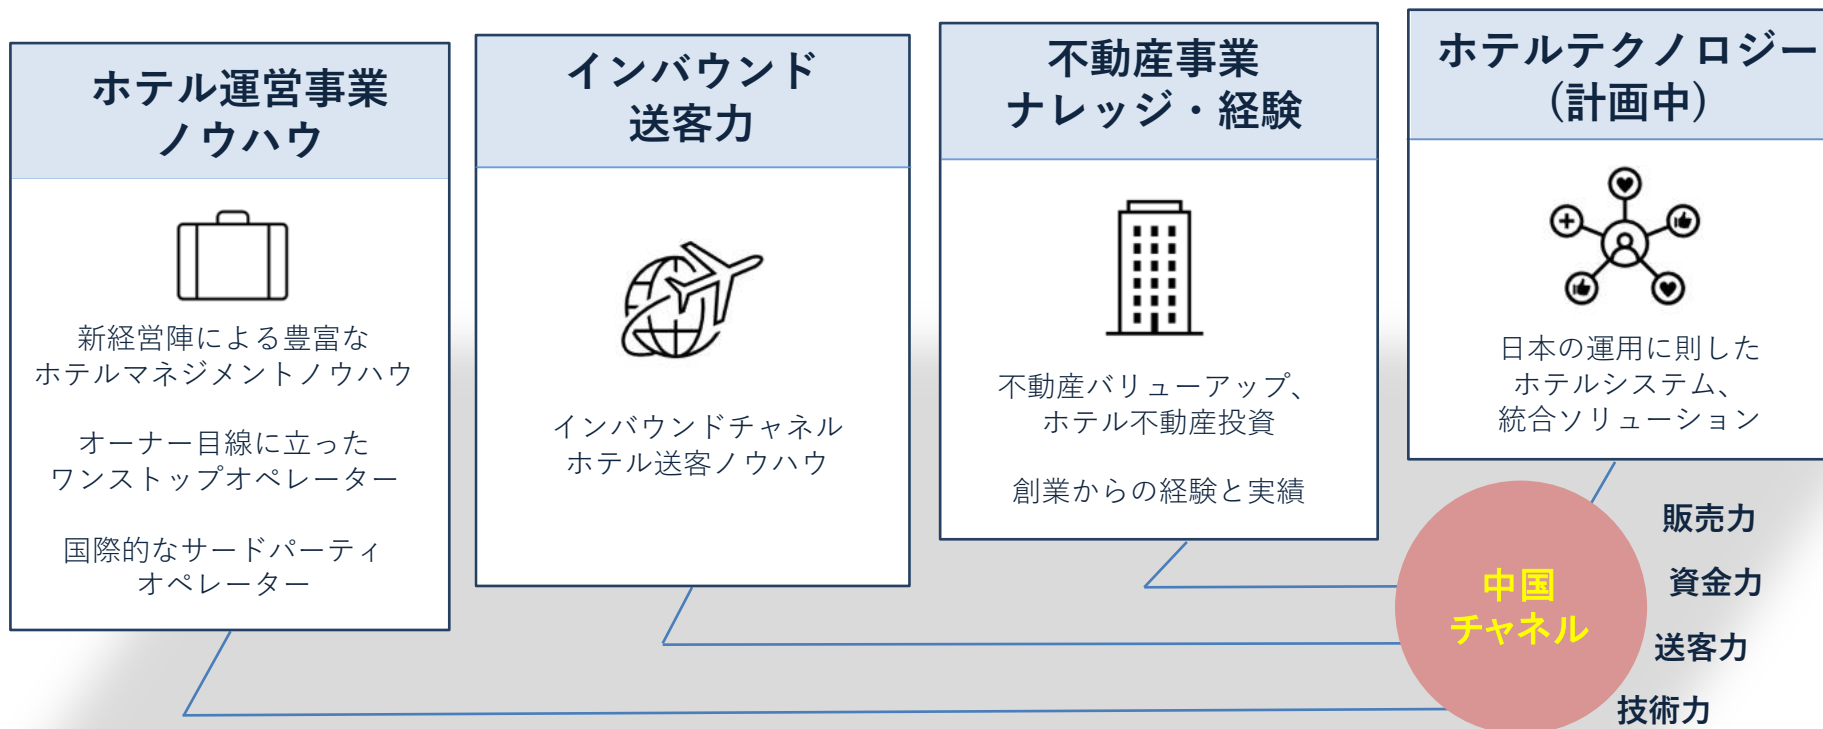 ホテル運営事業
ノウハウ
新経営陣による豊富な
ホテルマネジメントノウハウ
オーナー目線に立った
ワンストップオペレーター
国際的なサードパーティ
オペレーター
インバウンド
送客力
インバウンドチャネル
ホテル送客ノウハウ
不動産事業
ナレッジ・経験
不動産バリューアップ、
ホテル不動産投資
創業からの経験と実績
ホテルテクノロジー
(計画中)
日本の運用に則した
ホテルシステム、
統合ソリューション
中国
チャネル
販売力
資金力
送客力
技術力